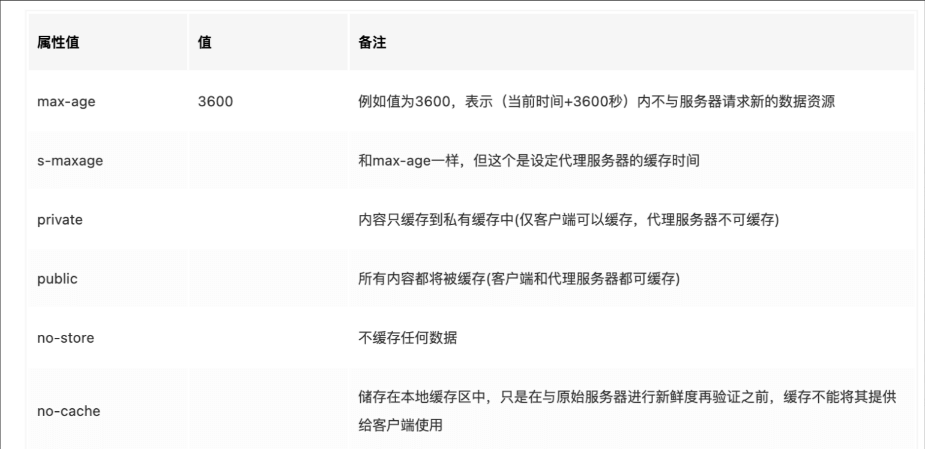 属性值 值 备注
max-age 3600 例如值为3600，表示（当前时间+3600秒）内不与服务器请求新的数据资源
s-maxage 和max-age一样，但这个是设定代理服务器的缓存时间
private 内容只缓存到私有缓存中(仅客户端可以缓存，代理服务器不可缓存)
public 所有内容都将被缓存(客户端和代理服务器都可缓存)
no-store 不缓存任何数据
no-cache 储存在本地缓存区中，只是在与原始服务器进行新鲜度再验证之前，缓存不能将其提供
给客户端使用